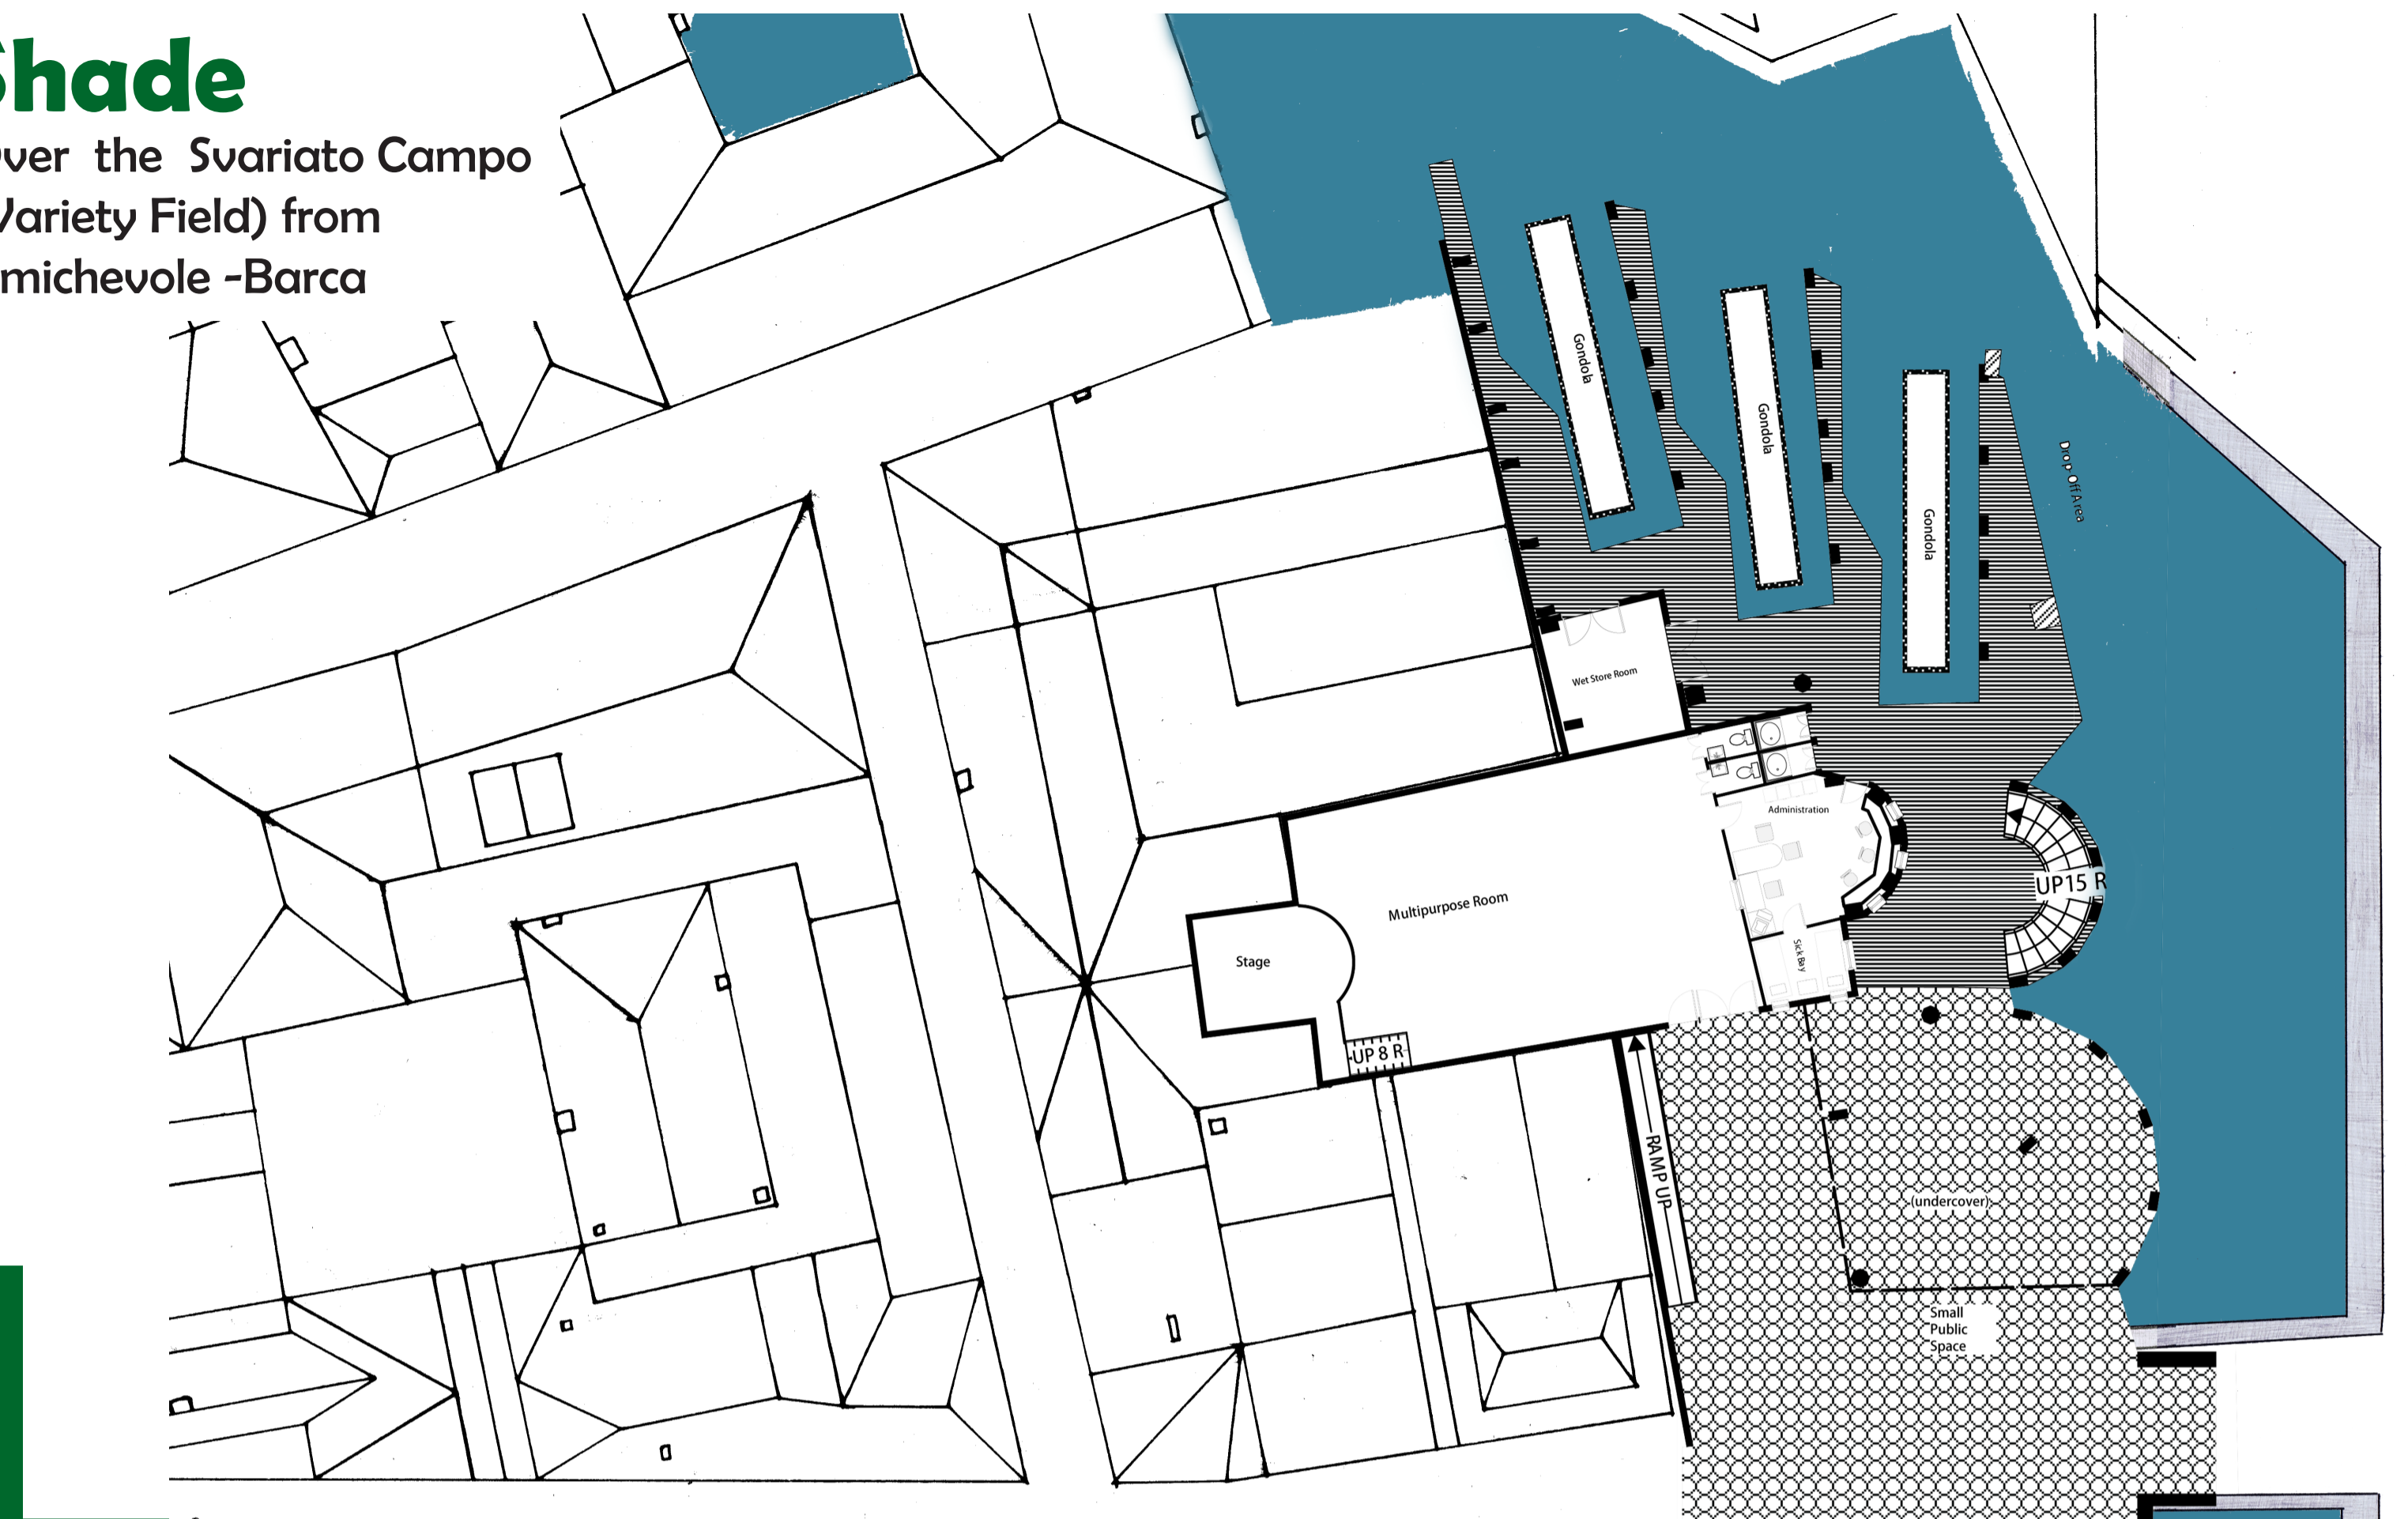 Shade
over the Svariato Campo
Variety Field) from
michevole -Barca
Gondola
Gondola
Gondola
Drop Off Area
Wet Store Room
Administration
UP15 R
Multipurpose Room
Sick Bay
Stage
UP 8 R
RAMP UP
(undercover)
Small
Public
Space